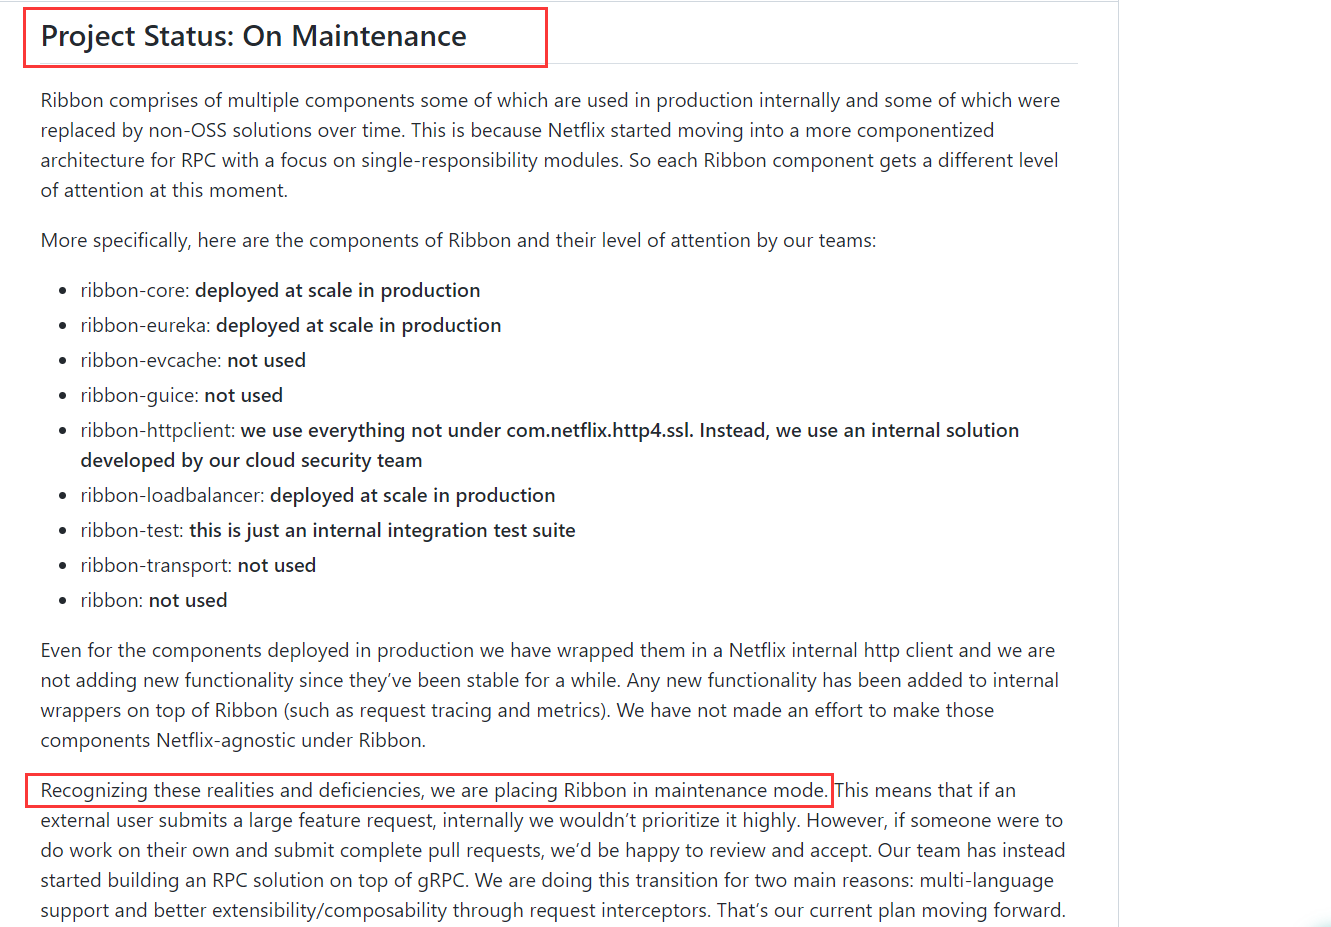 Project Status: On Maintenance
Ribbon comprises of multiple components some of which are used in production internally and some of which were
replaced by non-OSS solutions over time. This is because Netflix started moving into a more componentized
architecture for RPC with a focus on single-responsibility modules. So each Ribbon component gets a different level
of attention at this moment.
More specifically, here are the components of Ribbon and their level of attention by our teams:
• ribbon-core: deployed at scale in production
• ribbon-eureka: deployed at scale in production
• ribbon-evcache: not used
• ribbon-guice: not used
• ribbon-httpclient: we use everything not under com.netflix.http4.ssl. Instead, we use an internal solution
developed by our cloud security team
• ribbon-loadbalancer: deployed at scale in production
• ribbon-test: this is just an internal integration test suite
• ribbon-transport: not used
• ribbon: not used
Even for the components deployed in production we have wrapped them in a Netflix internal http client and we are
not adding new functionality since they’ve been stable for a while. Any new functionality has been added to internal
wrappers on top of Ribbon (such as request tracing and metrics). We have not made an effort to make those
components Netflix-agnostic under Ribbon.
Recognizing these realities and deficiencies, we are placing Ribbon in maintenance mode. This means that if an
external user submits a large feature request, internally we wouldn’t prioritize it highly. However, if someone were to
do work on their own and submit complete pull requests, we’d be happy to review and accept. Our team has instead
started building an RPC solution on top of gRPC. We are doing this transition for two main reasons: multi-language
support and better extensibility/composability through request interceptors. That’s our current plan moving forward.